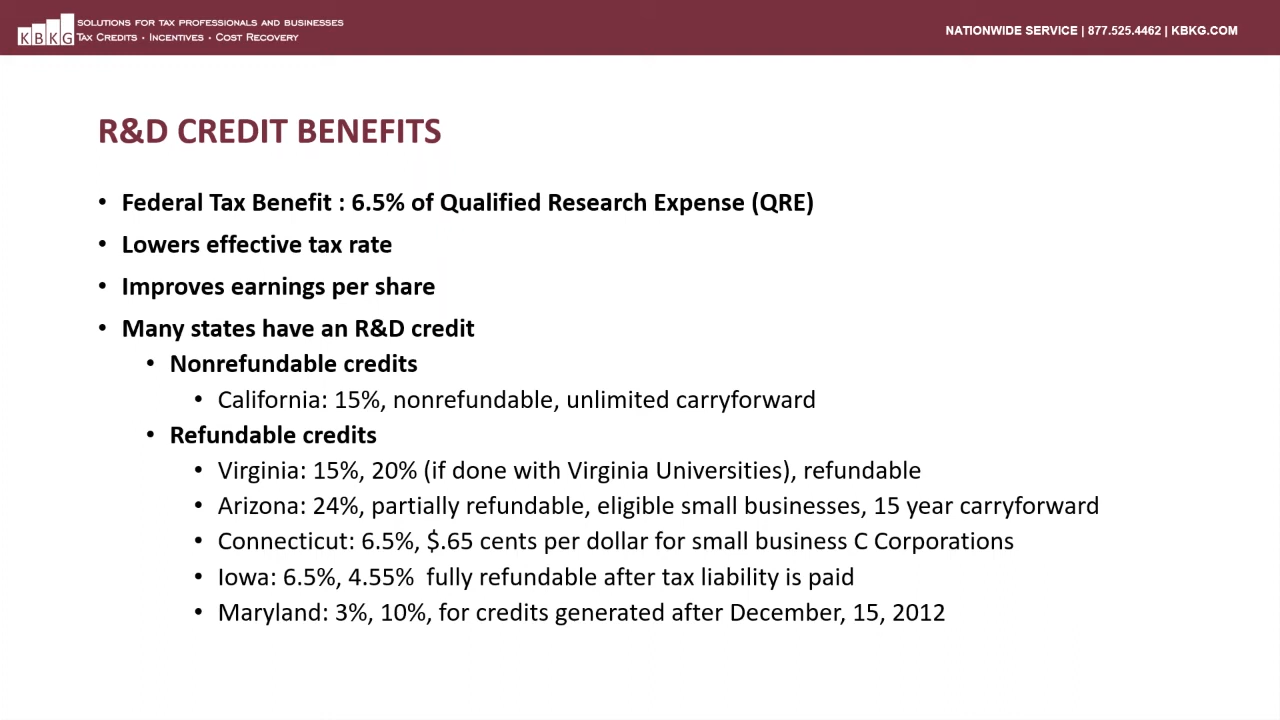 KBKG
SOLUTIONS FOR TAX PROFESSIONALS AND BUSINESSES
TAX CREDITS • INCENTIVES • COST RECOVERY
NATIONWIDE SERVICE | 877.525.4462 | KBKG.COM
R&D CREDIT BENEFITS
• Federal Tax Benefit : 6.5% of Qualified Research Expense (QRE)
• Lowers effective tax rate
• Improves earnings per share
• Many states have an R&D credit
• Nonrefundable credits
• California: 15%, nonrefundable, unlimited carryforward
• Refundable credits
• Virginia: 15%, 20% (if done with Virginia Universities), refundable
• Arizona: 24%, partially refundable, eligible small businesses, 15 year carryforward
• Connecticut: 6.5%, $.65 cents per dollar for small business C Corporations
• Iowa: 6.5%, 4.55%  fully refundable after tax liability is paid
• Maryland: 3%, 10%, for credits generated after December, 15, 2012